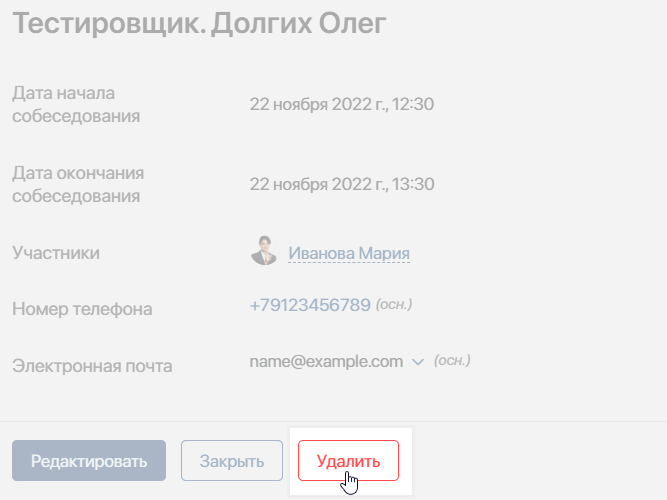 Тестировщик. Долгих Олег
Дата начала
собеседования
22 ноября 2022 г., 12:30
Дата окончания
собеседования
22 ноября 2022 г., 13:30
Участники
Иванова Мария
Номер телефона
+79123456789 (осн.)
Электронная почта
name@example.com (осн.)
Редактировать
Закрыть
Удалить